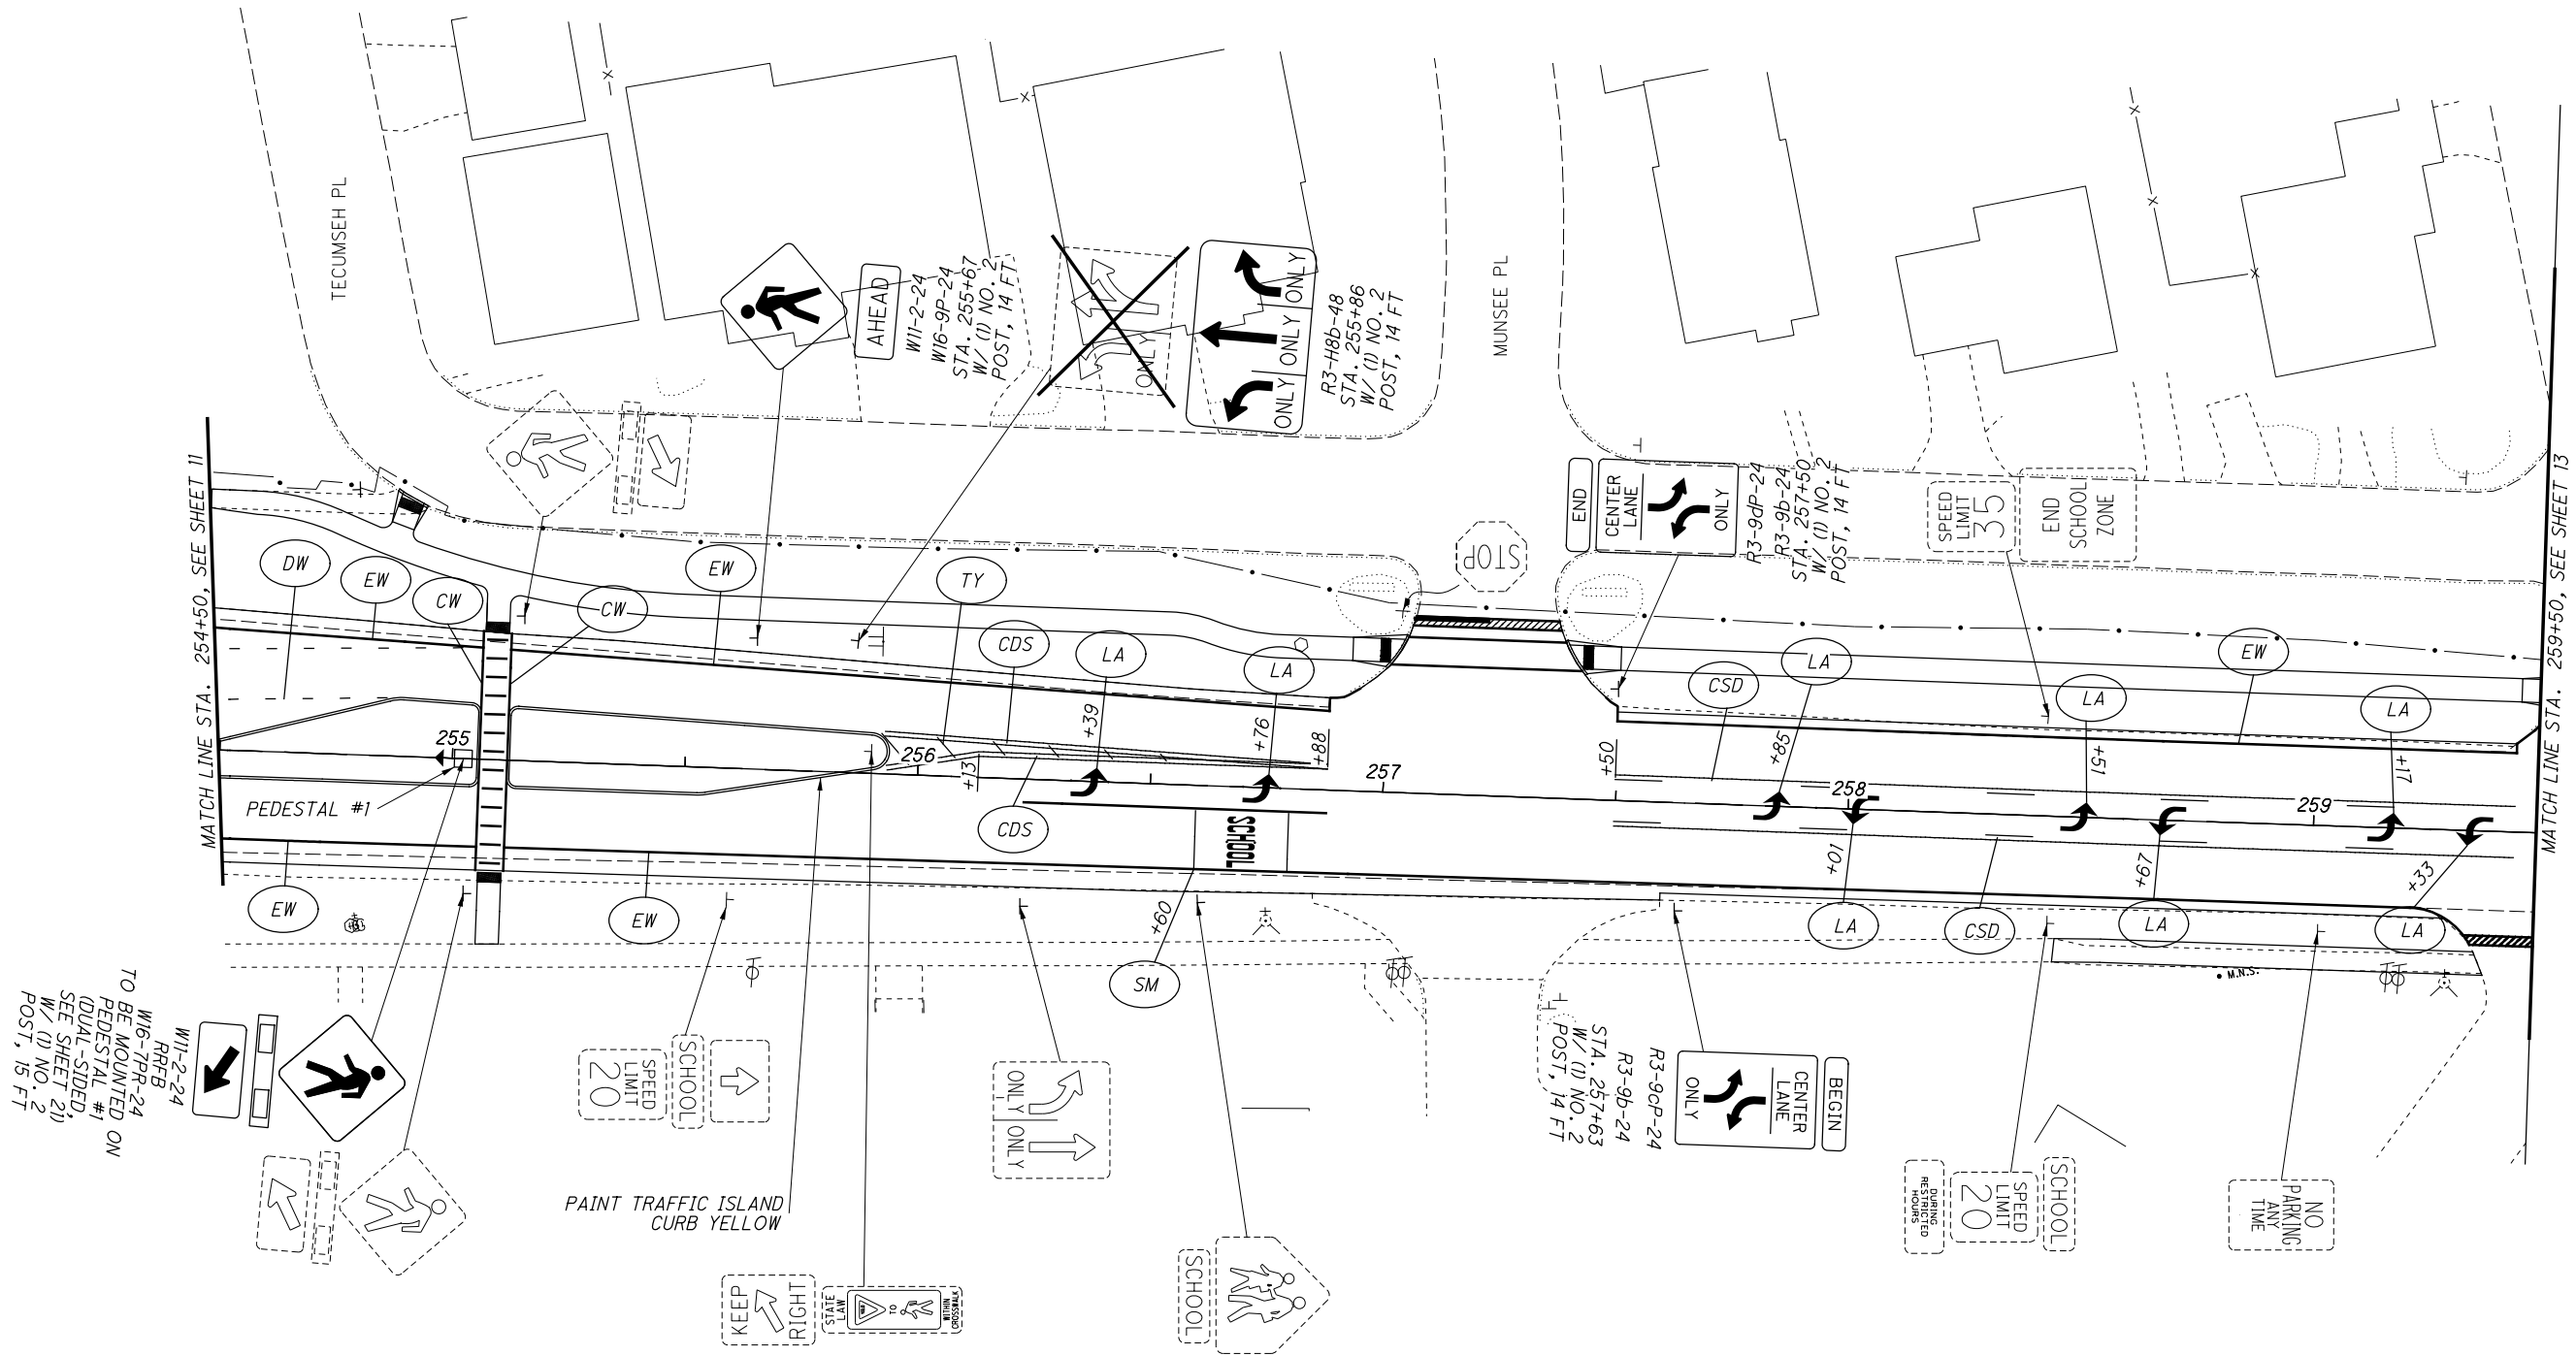 TECUMSEH PL
MUNSEE PL
AHEAD
W11-2-24
W16-9P-24
STA. 255+67
W/ (1) NO. 2
POST, 14 FT
ONLY
ONLY
ONLY
ONLY
R3-H8b-48
STA. 255+86
W/ (1) NO. 2
POST, 14 FT
STOP
END
CENTER
LANE
ONLY
R3-9dP-24
R3-9b-24
STA. 257+50
W/ (1) NO. 2
POST, 14 FT
SPEED
LIMIT
35
END
SCHOOL
ZONE
MATCH LINE STA. 254+50, SEE SHEET 11
MATCH LINE STA. 259+50, SEE SHEET 13
DW
EW
CW
CW
EW
TY
CDS
LA
LA
CSD
LA
LA
EW
LA
+39
+76
+88
+50
+85
+51
+17
255
256
257
258
259
+13
PEDESTAL #1
CDS
SCHOOL
+60
+01
+67
+33
EW
EW
SM
LA
CSD
LA
LA
M.N.S.
W11-2-24
RRFB
W16-7PR-24
TO BE MOUNTED ON
PEDESTAL #1
(DUAL-SIDED,
SEE SHEET 21)
W/ (1) NO. 2
POST, 15 FT
SCHOOL
SPEED
LIMIT
20
ONLY
ONLY
PAINT TRAFFIC ISLAND
CURB YELLOW
KEEP
RIGHT
STATE
LAW
TO
WITHIN
CROSSWALK
SCHOOL
R3-9cP-24
R3-9b-24
STA. 257+63
W/ (1) NO. 2
POST, 14 FT
BEGIN
CENTER
LANE
ONLY
SCHOOL
SPEED
LIMIT
20
DURING
RESTRICTED
HOURS
NO
PARKING
ANY
TIME